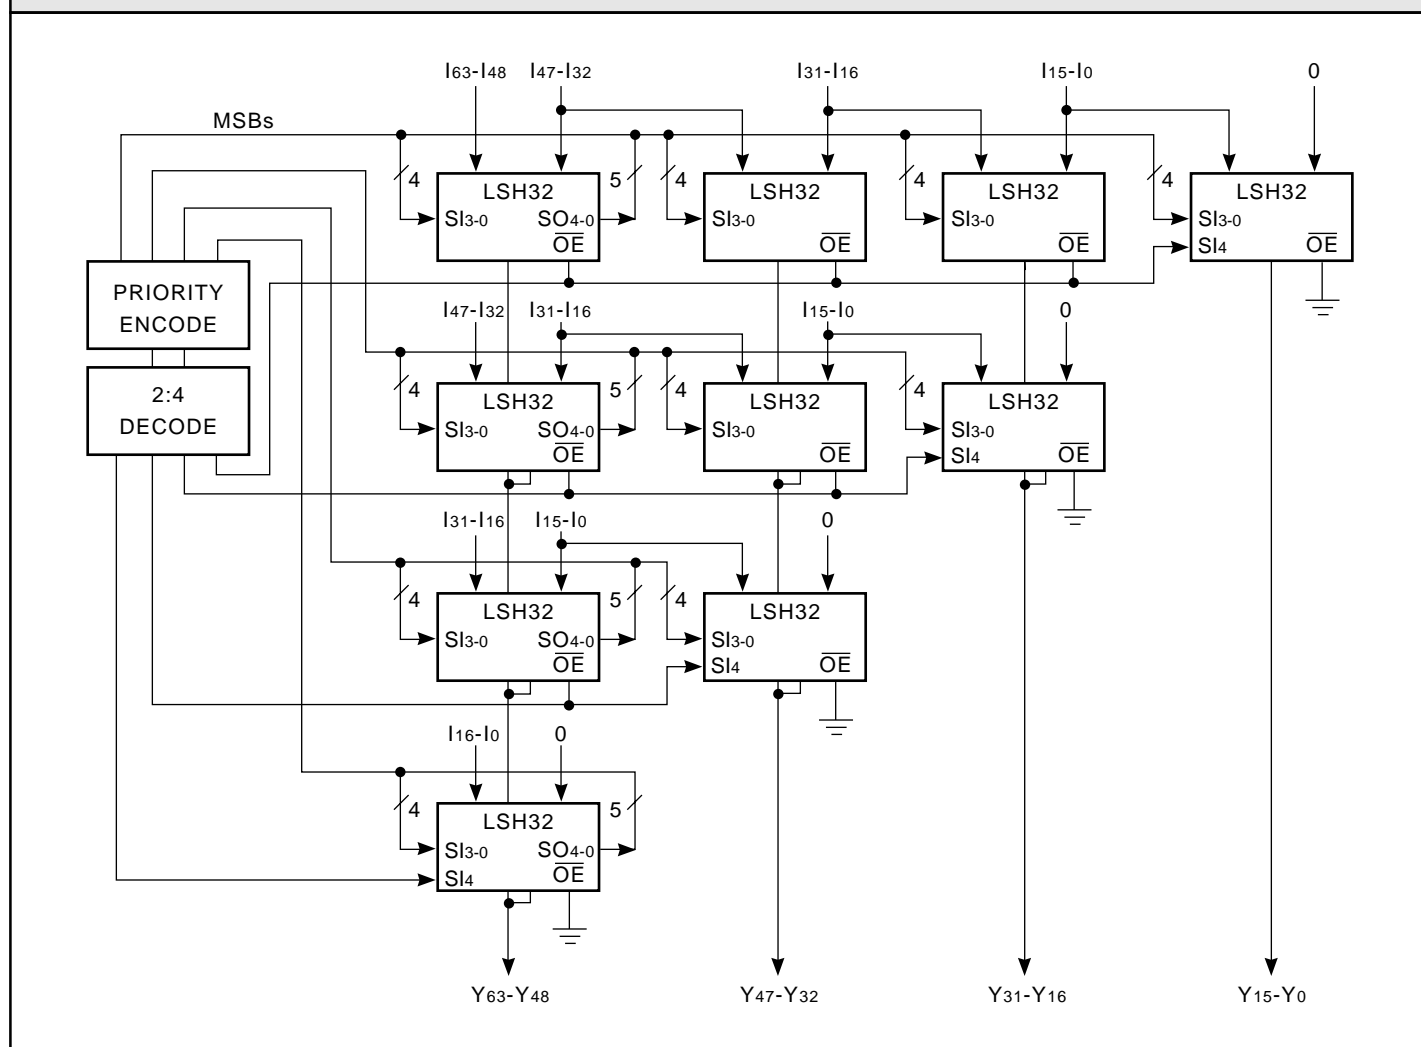 I63-I48 I47-I32 I31-I16 I15-I0 0
MSBs
4 LSH32 5 4 LSH32 4 LSH32 4 LSH32
SI3-0 SO4-0 SI3-0 SI3-0 SI3-0
OE OE OE SI4 OE
PRIORITY
ENCODE
I47-I32 I31-I16 I15-I0 0
2:4
DECODE
4 LSH32 5 4 LSH32 4 LSH32
SI3-0 SO4-0 SI3-0 SI3-0
OE OE SI4 OE
I31-I16 I15-I0 0
4 LSH32 5 4 LSH32
SI3-0 SO4-0 SI3-0
OE SI4 OE
I16-I0 0
4 LSH32 5
SI3-0 SO4-0
SI4 OE
Y63-Y48 Y47-Y32 Y31-Y16 Y15-Y0